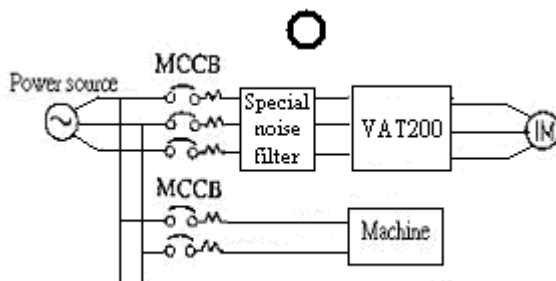 MCCB
Power source
Special
noise
filter
VAT200
IM
MCCB
Machine